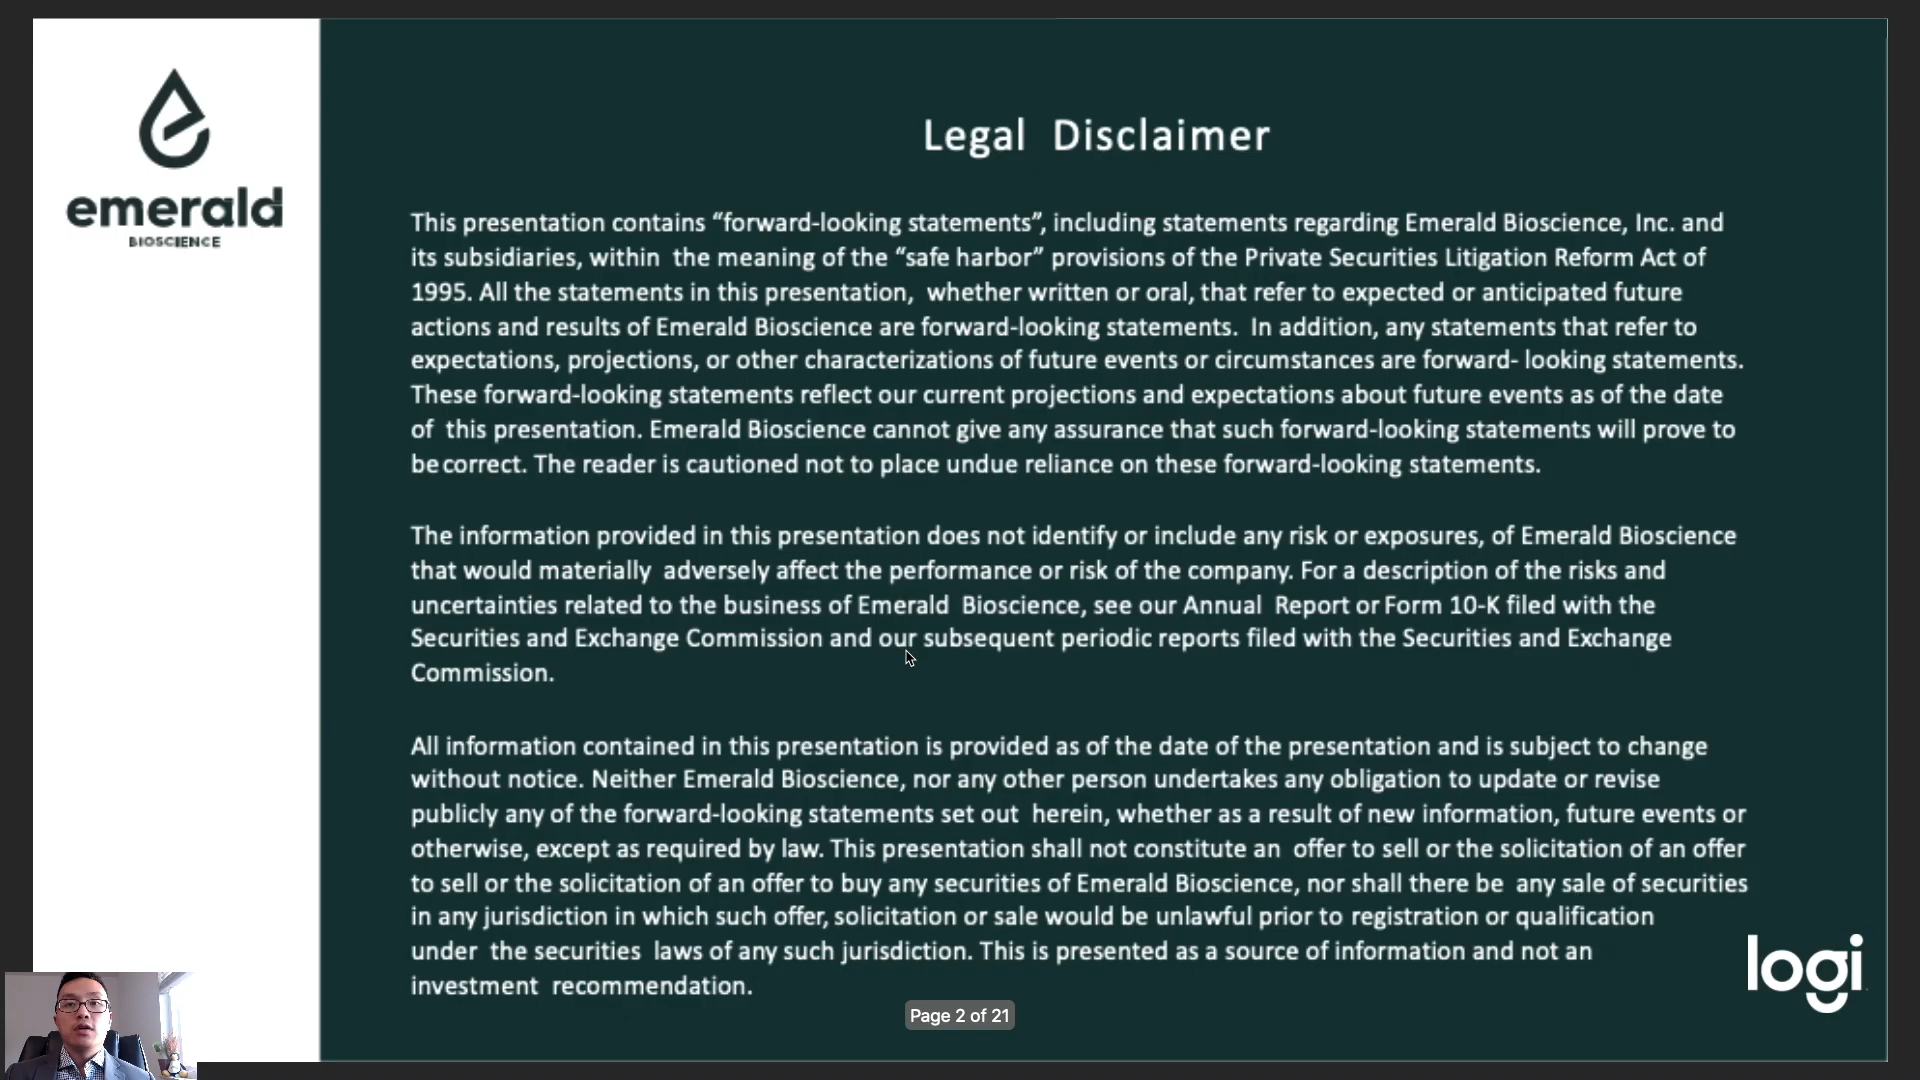 emerald
BIOSCIENCE
Legal Disclaimer
This presentation contains “forward-looking statements”, including statements regarding Emerald Bioscience, Inc. and
its subsidiaries, within the meaning of the “safe harbor” provisions of the Private Securities Litigation Reform Act of
1995. All the statements in this presentation, whether written or oral, that refer to expected or anticipated future
actions and results of Emerald Bioscience are forward-looking statements. In addition, any statements that refer to
expectations, projections, or other characterizations of future events or circumstances are forward- looking statements.
These forward-looking statements reflect our current projections and expectations about future events as of the date
of this presentation. Emerald Bioscience cannot give any assurance that such forward-looking statements will prove to
be correct. The reader is cautioned not to place undue reliance on these forward-looking statements.
The information provided in this presentation does not identify or include any risk or exposures, of Emerald Bioscience
that would materially adversely affect the performance or risk of the company. For a description of the risks and
uncertainties related to the business of Emerald Bioscience, see our Annual Report or Form 10-K filed with the
Securities and Exchange Commission and our subsequent periodic reports filed with the Securities and Exchange
Commission.
All information contained in this presentation is provided as of the date of the presentation and is subject to change
without notice. Neither Emerald Bioscience, nor any other person undertakes any obligation to update or revise
publicly any of the forward-looking statements set out herein, whether as a result of new information, future events or
otherwise, except as required by law. This presentation shall not constitute an offer to sell or the solicitation of an offer
to sell or the solicitation of an offer to buy any securities of Emerald Bioscience, nor shall there be any sale of securities
in any jurisdiction in which such offer, solicitation or sale would be unlawful prior to registration or qualification
under the securities laws of any such jurisdiction. This is presented as a source of information and not an
investment recommendation.
logi
Page 2 of 21